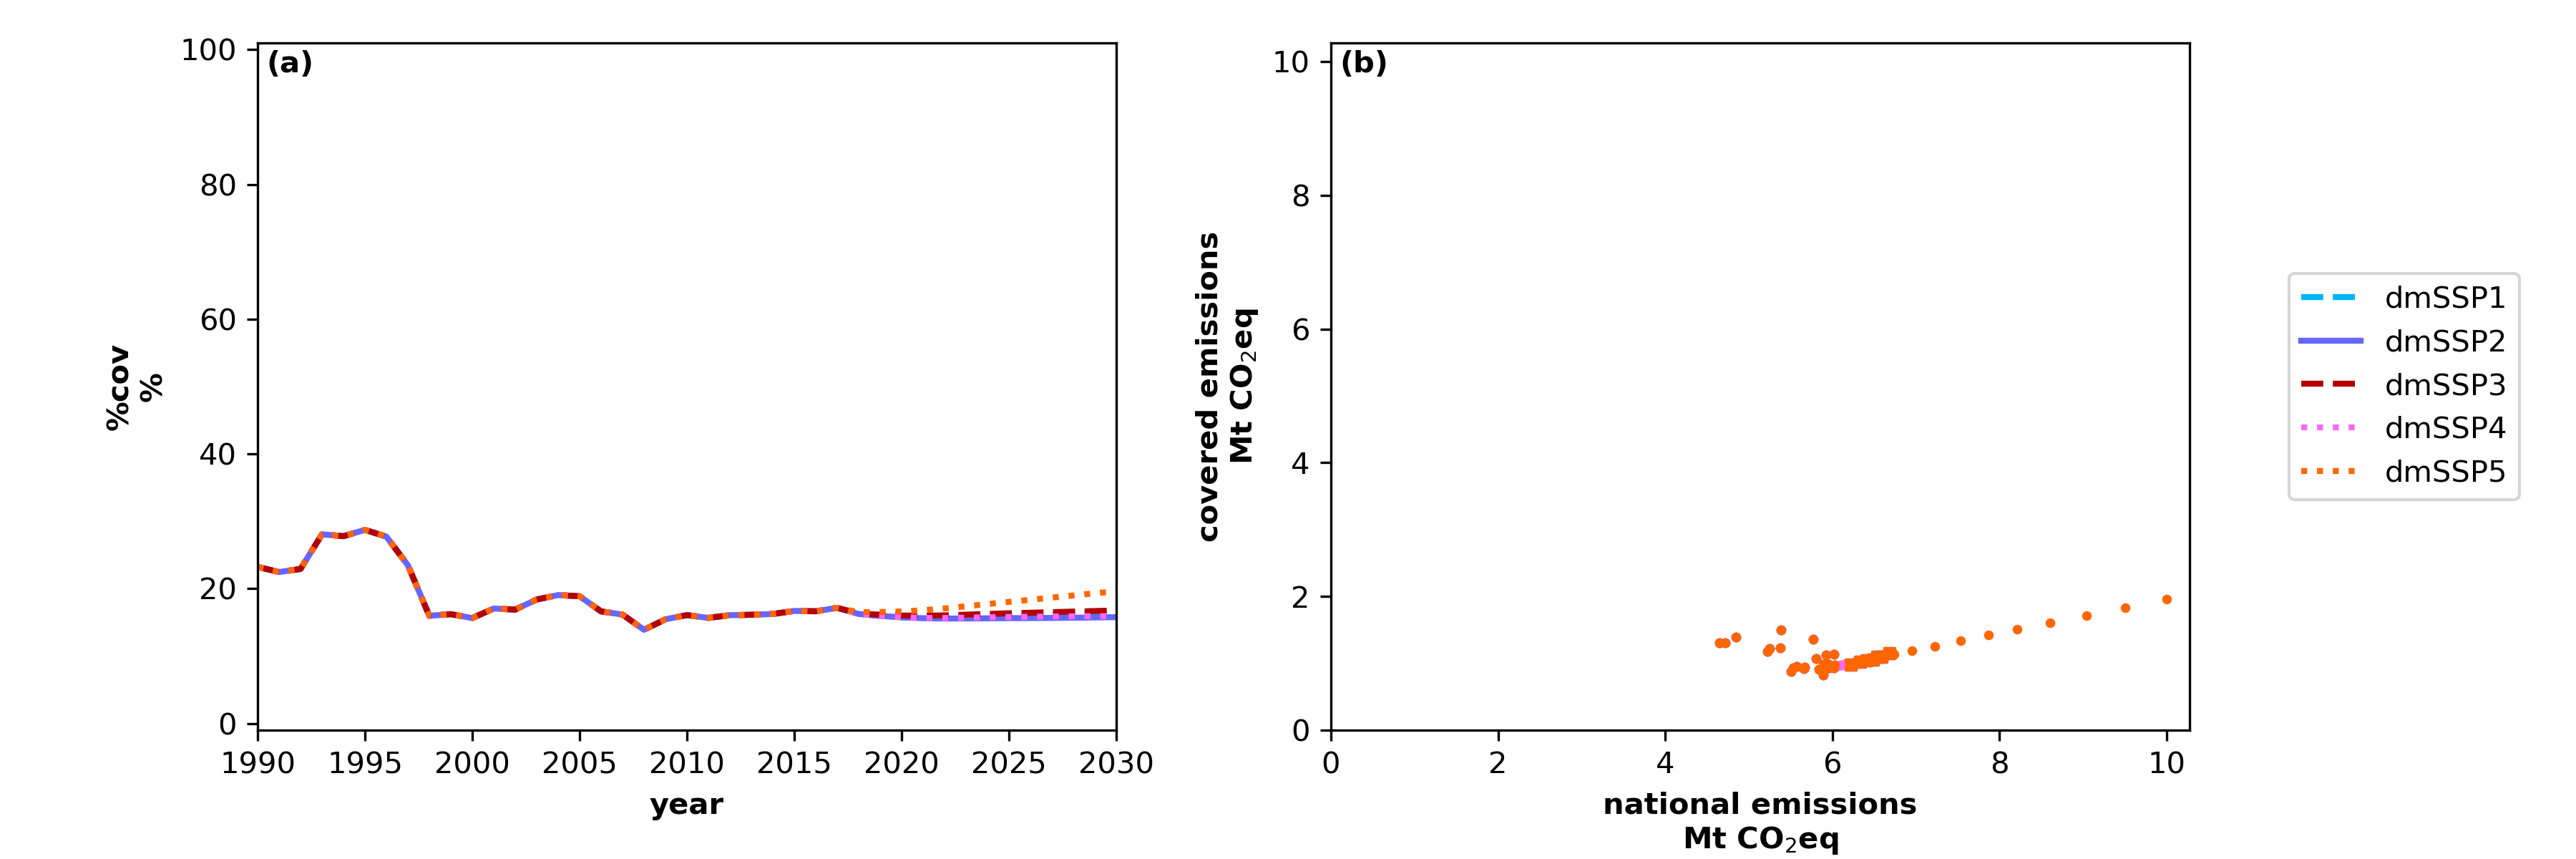 (a)
100
80
60
40
20
0
%cov
%
1990 1995 2000 2005 2010 2015 2020 2025 2030
year
(b)
10
8
6
4
2
0
covered emissions
Mt CO₂eq
0 2 4 6 8 10
national emissions
Mt CO₂eq
dmSSP1
dmSSP2
dmSSP3
dmSSP4
dmSSP5